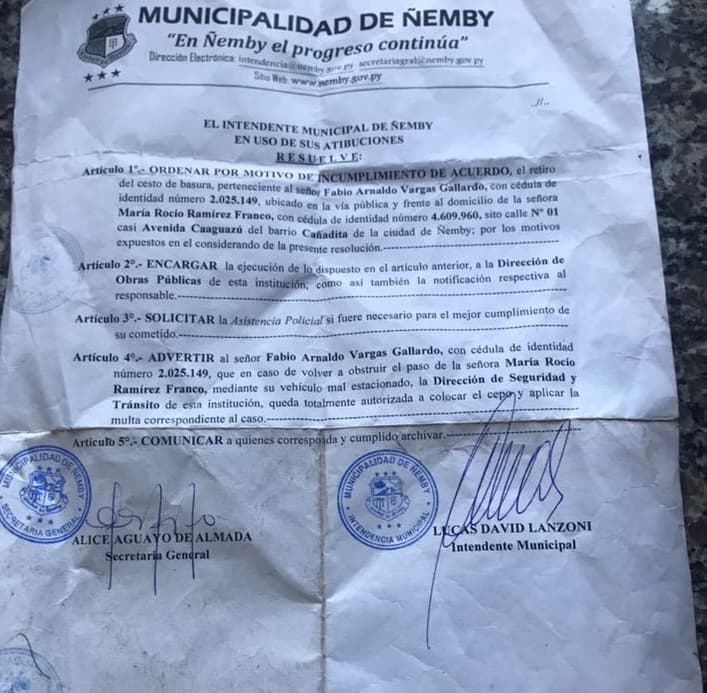 MUNICIPALIDAD DE ÑEMBY
"En Ñemby el progreso continúa"
Dirección Electrónica: intendencia@nemby.gov.py secretariagral@nemby.gov.py
Sitio Web: www.nemby.gov.py
.//..
EL INTENDENTE MUNICIPAL DE ÑEMBY
EN USO DE SUS ATIBUCIONES
RESUELVE:
Artículo 1º.- ORDENAR POR MOTIVO DE INCUMPLIMIENTO DE ACUERDO, el retiro
del cesto de basura, perteneciente al señor Fabio Arnaldo Vargas Gallardo, con cédula de
identidad número 2.025.149, ubicado en la vía pública y frente al domicilio de la señora
María Rocío Ramírez Franco, con cédula de identidad número 4.609.960, sito calle Nº 01
casi Avenida Caaguazú del barrio Cañadita de la ciudad de Ñemby; por los motivos
expuestos en el considerando de la presente resolución.-
Artículo 2º.- ENCARGAR la ejecución de lo dispuesto en el artículo anterior, a la Dirección de
Obras Públicas de esta institución, como así también la notificación respectiva al
responsable.-
Artículo 3º.- SOLICITAR la Asistencia Policial si fuere necesario para el mejor cumplimiento de
su cometido.-
Artículo 4º.- ADVERTIR al señor Fabio Arnaldo Vargas Gallardo, con cédula de identidad
número 2.025.149, que en caso de volver a obstruir el paso de la señora María Rocío
Ramírez Franco, mediante su vehículo mal estacionado, la Dirección de Seguridad y
Tránsito de esta institución, queda totalmente autorizada a colocar el cepo y aplicar la
multa correspondiente al caso.-
Artículo 5º.- COMUNICAR a quienes corresponda y cumplido archivar.-
MUNICIPALIDAD DE ÑEMBY
SECRETARIA GENERAL
ALICE AGUAYO DE ALMADA
Secretaria General
MUNICIPALIDAD DE ÑEMBY
INTENDENCIA MUNICIPAL
LUCAS DAVID LANZONI
Intendente Municipal